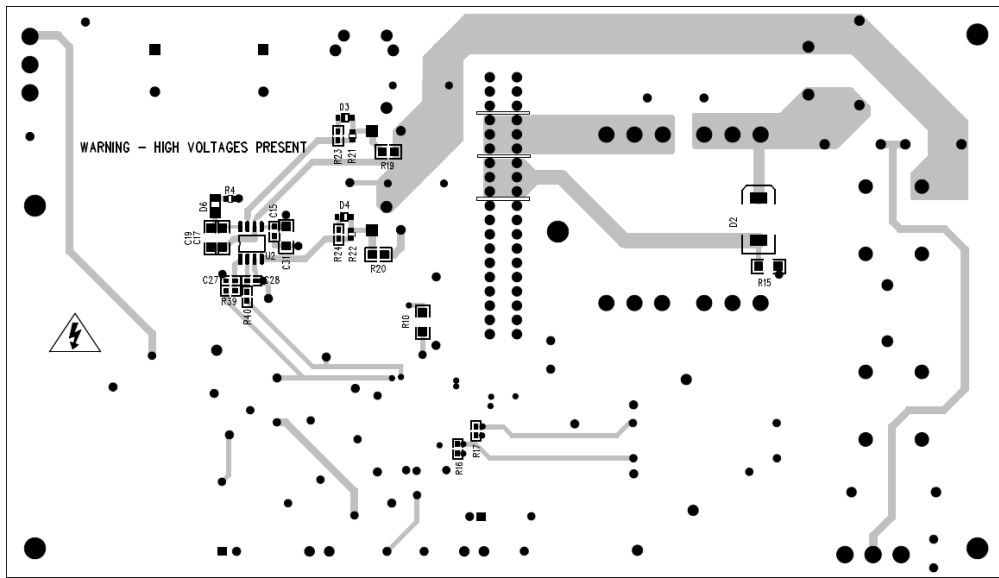 D3
WARNING – HIGH VOLTAGES PRESENT
R23
R21
R19
R4
D6
C15
D4
C19
C17
R24
R22
D2
U2
C31
R20
C27
C28
R15
R39
R40
R10
R17
R16